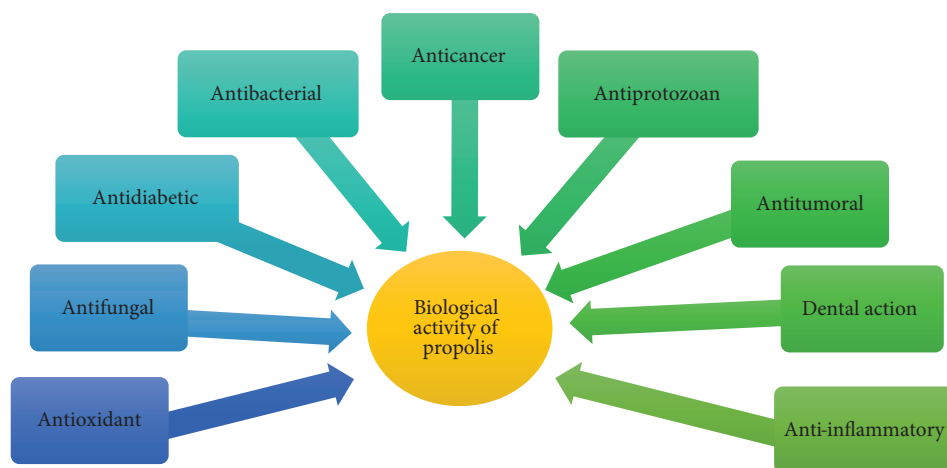 Anticancer
Antibacterial
Antiprotozoan
Antidiabetic
Antitumoral
Antifungal
Biological
activity of
propolis
Dental action
Antioxidant
Anti-inflammatory